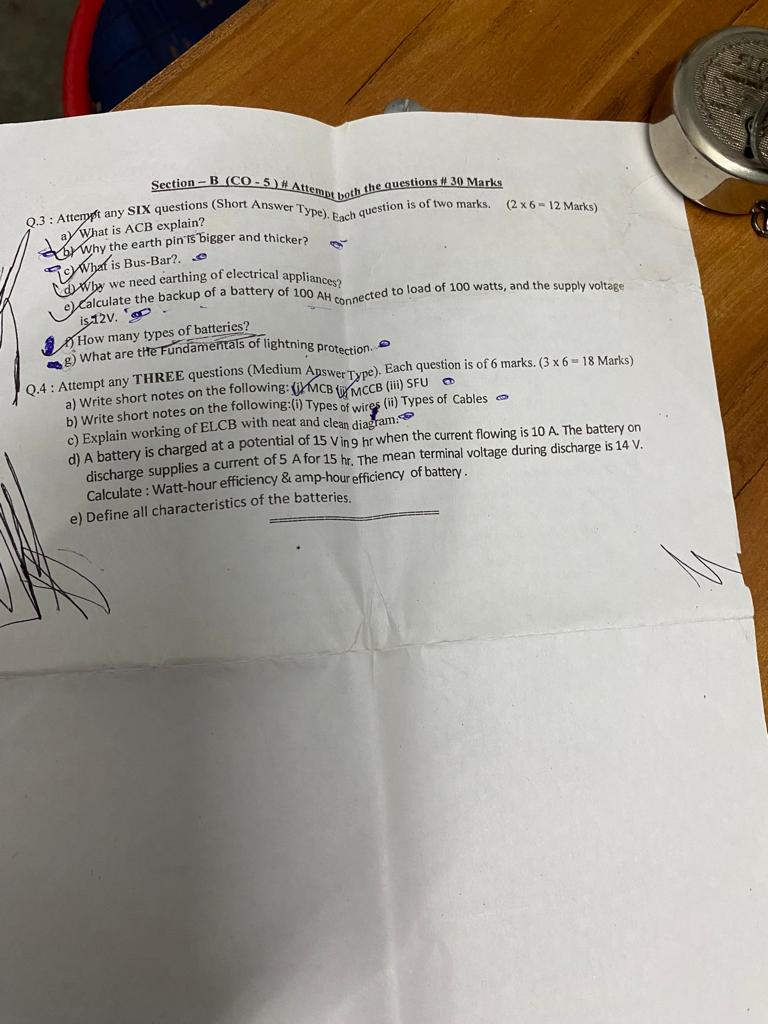 Section – B (CO - 5 ) # Attempt both the questions # 30 Marks
Q.3 : Attempt any SIX questions (Short Answer Type). Each question is of two marks. (2 x 6 = 12 Marks)
a) What is ACB explain?
b) Why the earth pin is bigger and thicker?
c) What is Bus-Bar?.
d) Why we need earthing of electrical appliances?
e) Calculate the backup of a battery of 100 AH connected to load of 100 watts, and the supply voltage
is 12V.
f) How many types of batteries?
g) What are the Fundamentals of lightning protection.
Q.4 : Attempt any THREE questions (Medium Answer Type). Each question is of 6 marks. (3 x 6 = 18 Marks)
a) Write short notes on the following: (i) MCB (ii) MCCB (iii) SFU
b) Write short notes on the following:(i) Types of wires (ii) Types of Cables
c) Explain working of ELCB with neat and clean diagram.
d) A battery is charged at a potential of 15 V in 9 hr when the current flowing is 10 A. The battery on
discharge supplies a current of 5 A for 15 hr. The mean terminal voltage during discharge is 14 V.
Calculate : Watt-hour efficiency & amp-hour efficiency of battery .
e) Define all characteristics of the batteries.